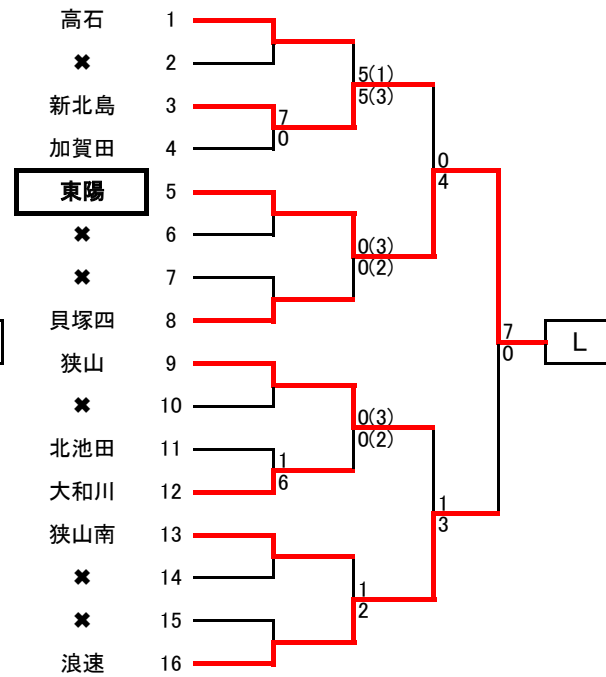 高石 1
✖ 2
新北島 3
加賀田 4
東陽 5
✖ 6
✖ 7
貝塚四 8
狭山 9
✖ 10
北池田 11
大和川 12
狭山南 13
✖ 14
✖ 15
浪速 16
7
0
1
6
5(1)
5(3)
0(3)
0(2)
0(3)
0(2)
1
2
0
4
1
3
7
0
L